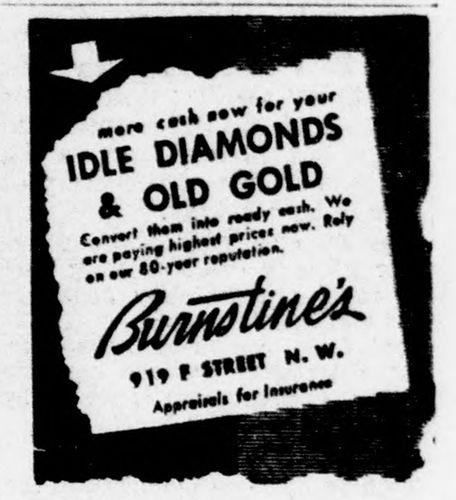 more cash now for your
IDLE DIAMONDS
& OLD GOLD
Convert them into ready cash. We
are paying highest prices now. Rely
on our 80-year reputation.
Burnstine's
919 F STREET N. W.
Appraisals for Insurance